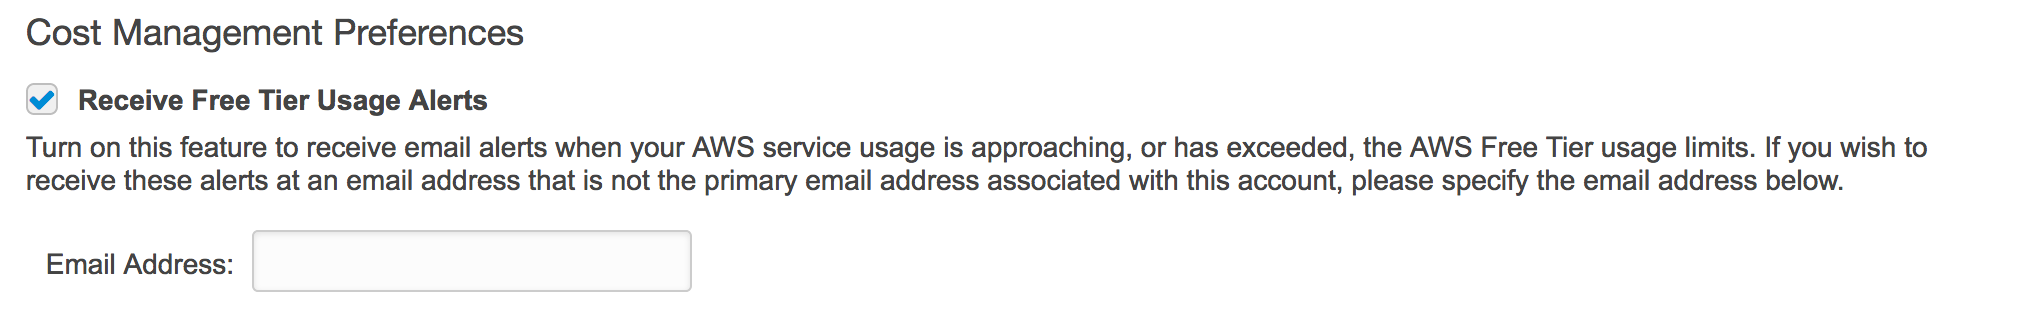 Cost Management Preferences
Receive Free Tier Usage Alerts
Turn on this feature to receive email alerts when your AWS service usage is approaching, or has exceeded, the AWS Free Tier usage limits. If you wish to
receive these alerts at an email address that is not the primary email address associated with this account, please specify the email address below.
Email Address: